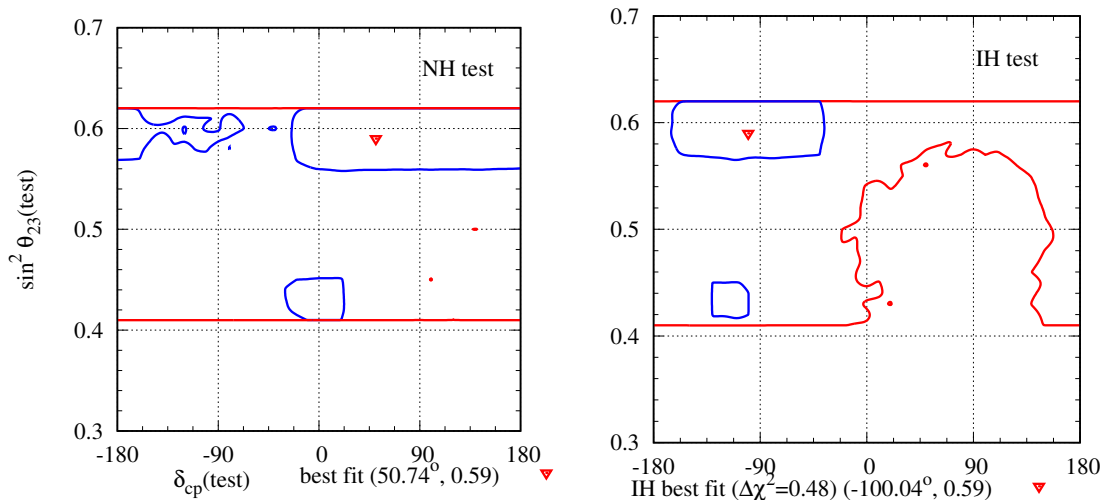 0.7
0.6
0.5
0.4
0.3
sin² θ₂₃(test)
NH test
-180 -90 0 90 180
δcp(test) best fit (50.74°, 0.59)
0.7
0.6
0.5
0.4
0.3
IH test
-180 -90 0 90 180
IH best fit (Δχ²=0.48) (-100.04°, 0.59)